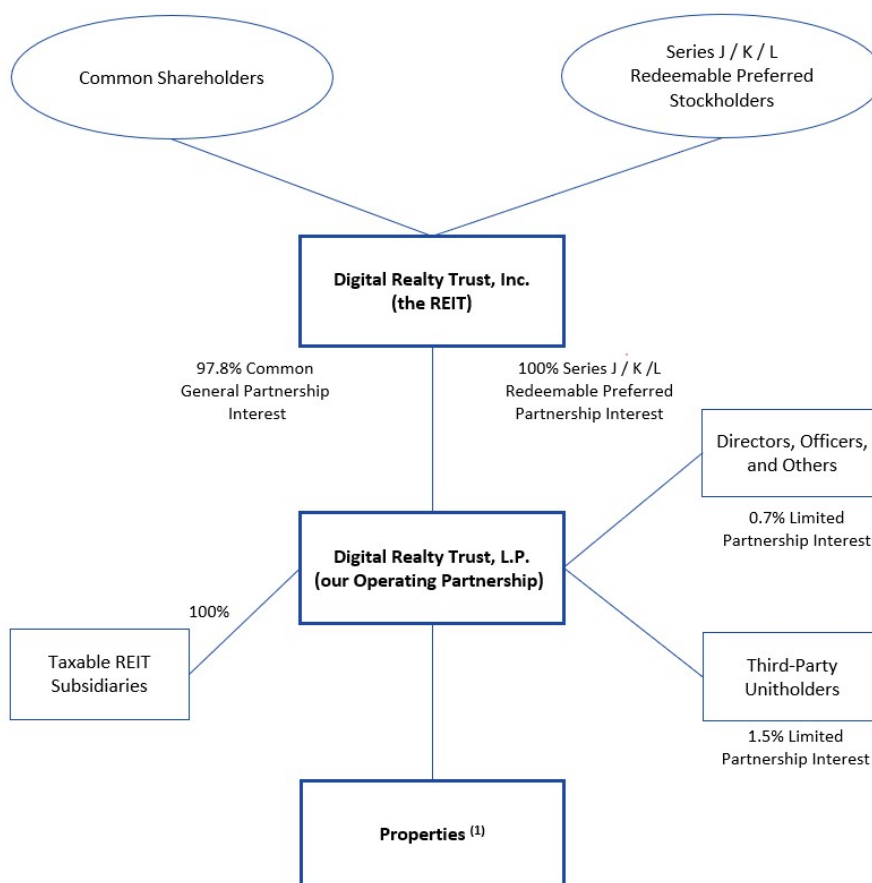 Common Shareholders
Series J / K / L
Redeemable Preferred
Stockholders
Digital Realty Trust, Inc.
(the REIT)
97.8% Common
General Partnership
Interest
100% Series J / K /L
Redeemable Preferred
Partnership Interest
Directors, Officers,
and Others
0.7% Limited
Partnership Interest
Digital Realty Trust, L.P.
(our Operating Partnership)
100%
Taxable REIT
Subsidiaries
Third-Party
Unitholders
1.5% Limited
Partnership Interest
Properties (1)